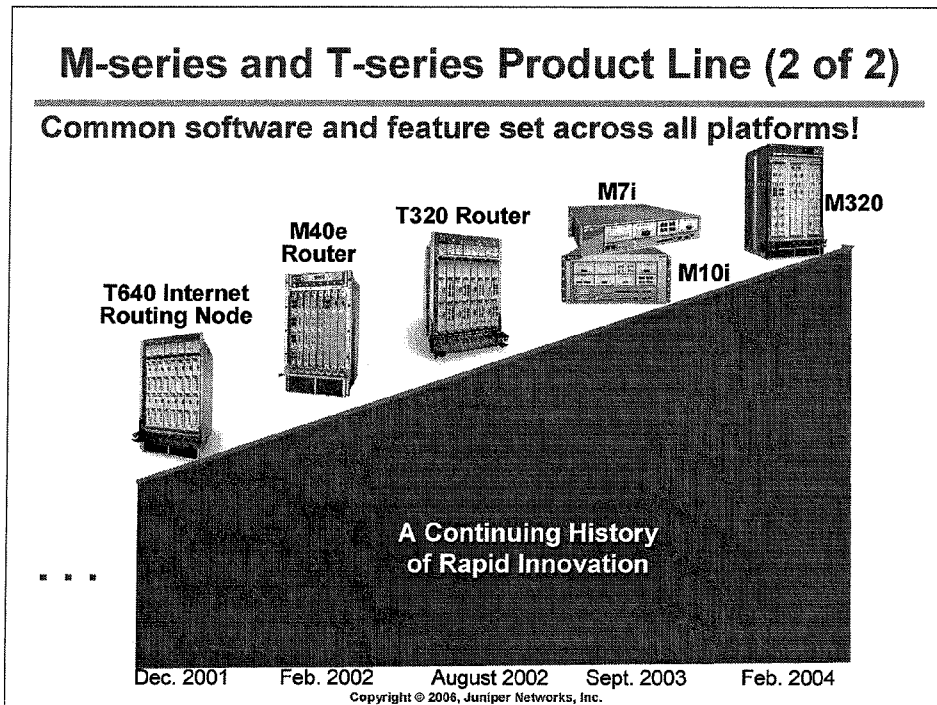 M-series and T-series Product Line (2 of 2)
Common software and feature set across all platforms!
T640 Internet
Routing Node
M40e
Router
T320 Router
M7i
M10i
M320
A Continuing History
of Rapid Innovation
. . .
Dec. 2001
Feb. 2002
August 2002
Sept. 2003
Feb. 2004
Copyright © 2006, Juniper Networks, Inc.